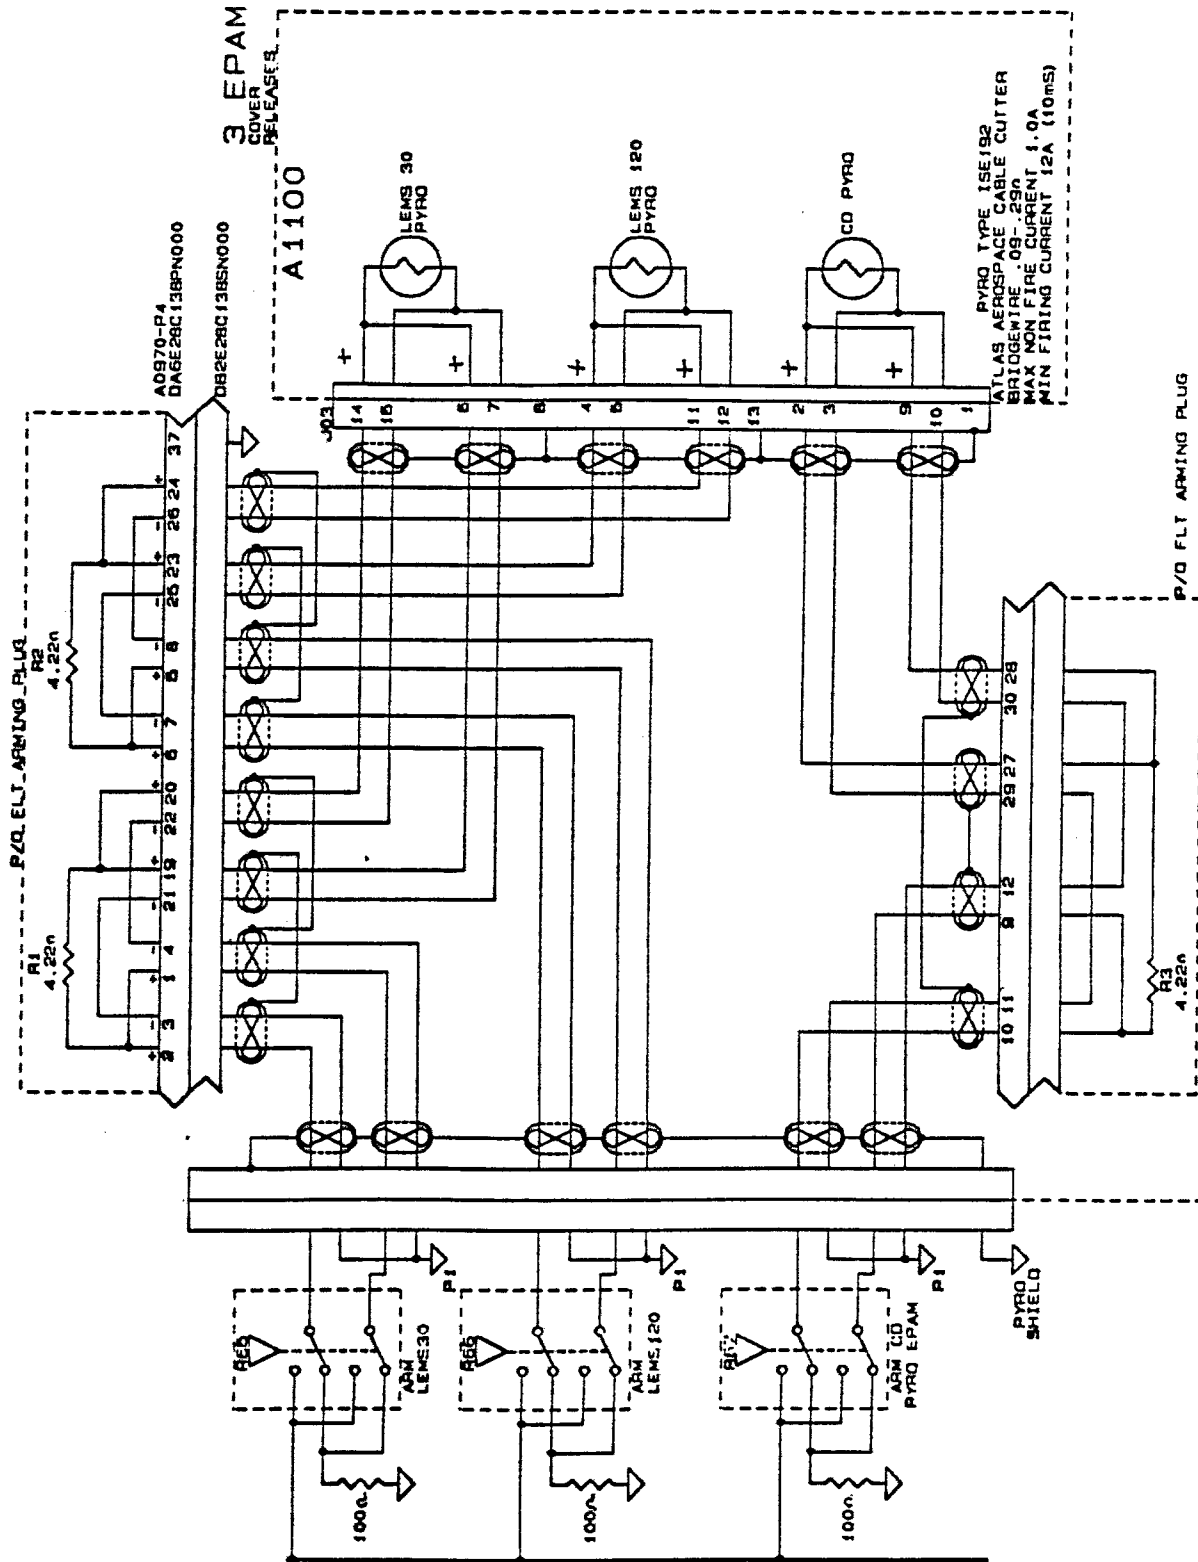 3 EPAM
COVER
RELEASES
A1100
LEMS 30
PYRO
LEMS 120
PYRO
CD PYRO
PYRO TYPE ISE192
ATLAS AEROSPACE CABLE CUTTER
BRIDGEWIRE .09-.29Ω
MAX NON FIRE CURRENT 1.0A
MIN FIRING CURRENT 12A (10mS)
J03
14
15
6
7
8
4
5
11
12
13
2
3
9
10
1
A0970-P4
DA6E28C138PN000
DB2E28C138SN000
P/O FLT ARMING PLUG
R1
4.22Ω
R2
4.22Ω
+ - + - - + - + + - - + - + - +
2 3 1 4 21 19 22 20 6 7 5 8 25 23 26 24 37
+
+
+
+
+
+
10 11 9 12 29 27 30 28
R3
4.22Ω
P/O FLT ARMING PLUG
P1
P1
P1
PYRO
SHIELD
ARM
LEMS30
R66
ARM
LEMS120
ARM CD
PYRO EPAM
100Ω
100Ω
100Ω